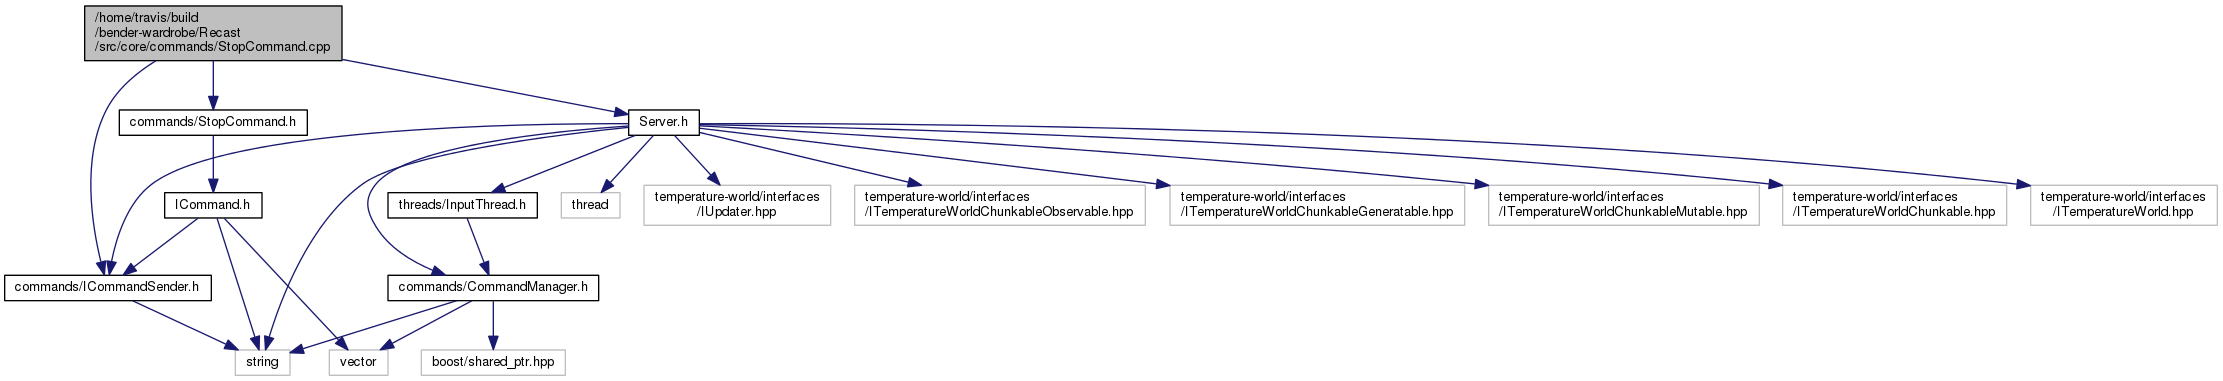 /home/travis/build
/bender-wardrobe/Recast
/src/core/commands/StopCommand.cpp
commands/StopCommand.h
Server.h
ICommand.h
threads/InputThread.h
thread
temperature-world/interfaces
/IUpdater.hpp
temperature-world/interfaces
/ITemperatureWorldChunkableObservable.hpp
temperature-world/interfaces
/ITemperatureWorldChunkableGeneratable.hpp
temperature-world/interfaces
/ITemperatureWorldChunkableMutable.hpp
temperature-world/interfaces
/ITemperatureWorldChunkable.hpp
temperature-world/interfaces
/ITemperatureWorld.hpp
commands/ICommandSender.h
commands/CommandManager.h
string
vector
boost/shared_ptr.hpp